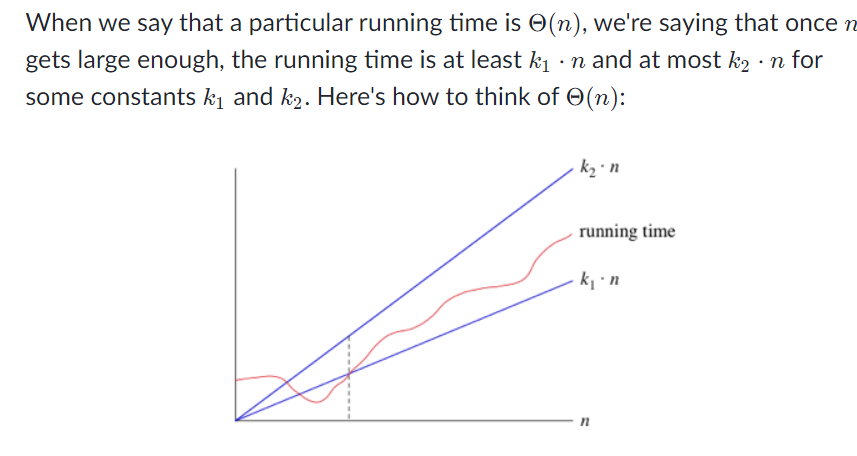 When we say that a particular running time is Θ(n), we're saying that once n
gets large enough, the running time is at least k₁ · n and at most k₂ · n for
some constants k₁ and k₂. Here's how to think of Θ(n):
k₂ · n
running time
k₁ · n
n